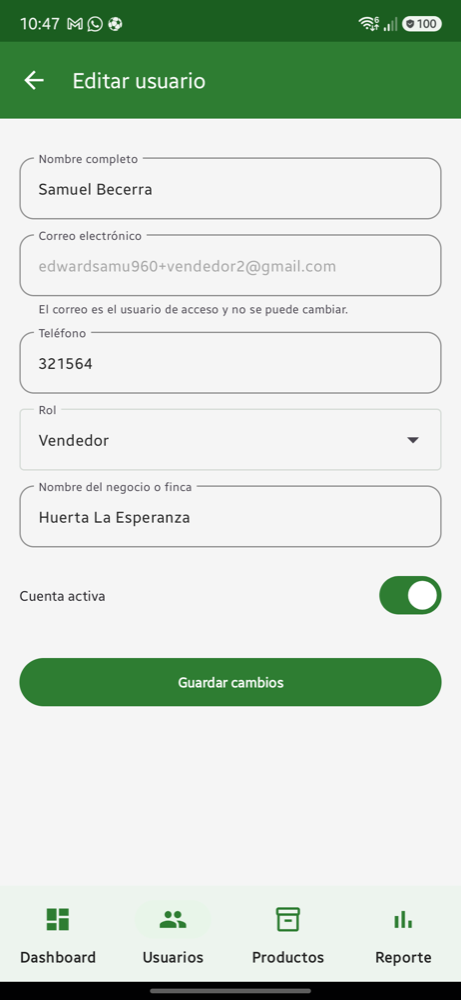 10:47 100
Editar usuario
Nombre completo
Samuel Becerra
Correo electrónico
edwardsamu960+vendedor2@gmail.com
El correo es el usuario de acceso y no se puede cambiar.
Teléfono
321564
Rol
Vendedor
Nombre del negocio o finca
Huerta La Esperanza
Cuenta activa
Guardar cambios
Dashboard Usuarios Productos Reporte